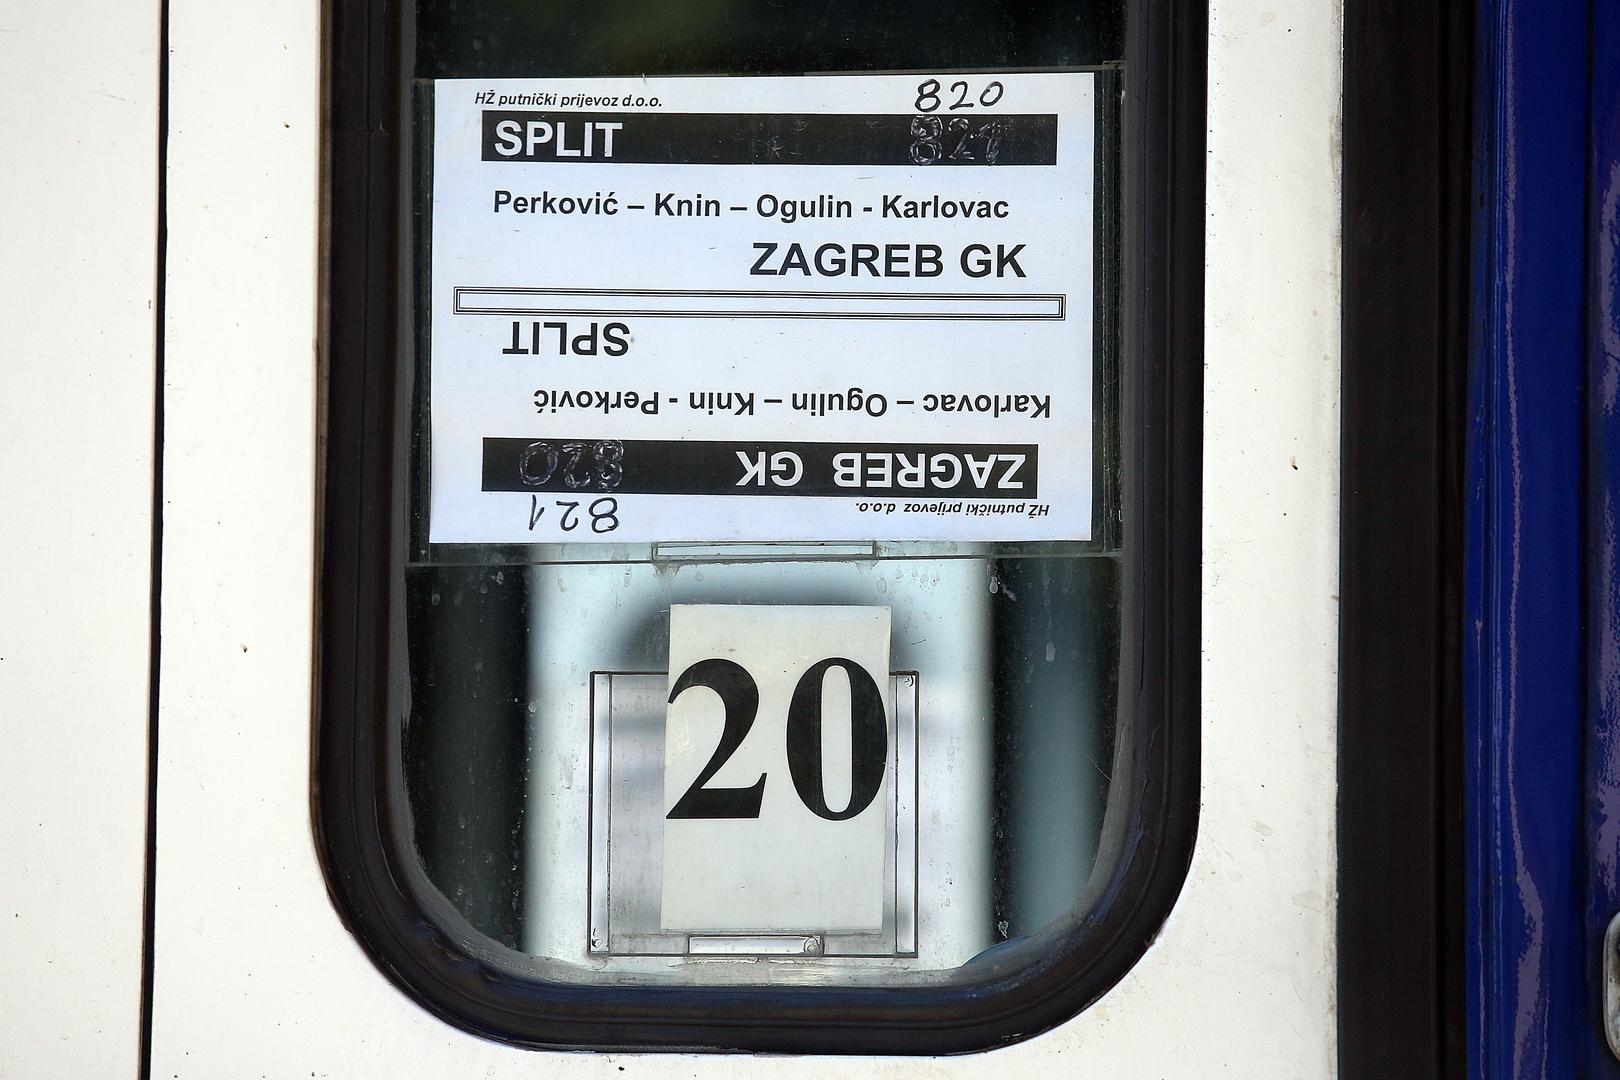 HŽ putnički prijevoz d.o.o. 820
SPLIT 821
Perković – Knin – Ogulin - Karlovac
ZAGREB GK
SPLIT
Karlovac – Ogulin – Knin - Perković
ZAGREB GK 820
HŽ putnički prijevoz d.o.o. 821
20